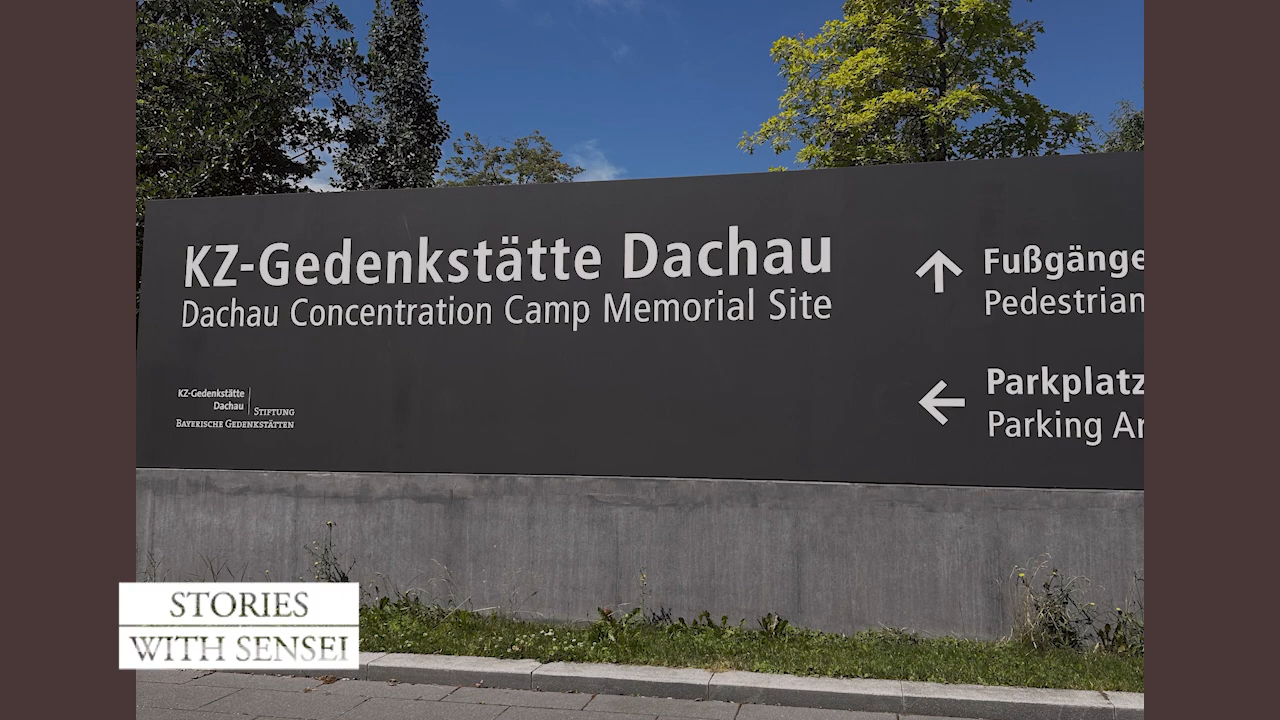 KZ-Gedenkstätte Dachau
Dachau Concentration Camp Memorial Site
Fußgänge
Pedestrian
Parkplatz
Parking Ar
KZ-Gedenkstätte
Dachau
STIFTUNG
BAYERISCHE GEDENKSTÄTTEN
STORIES
WITH SENSEI